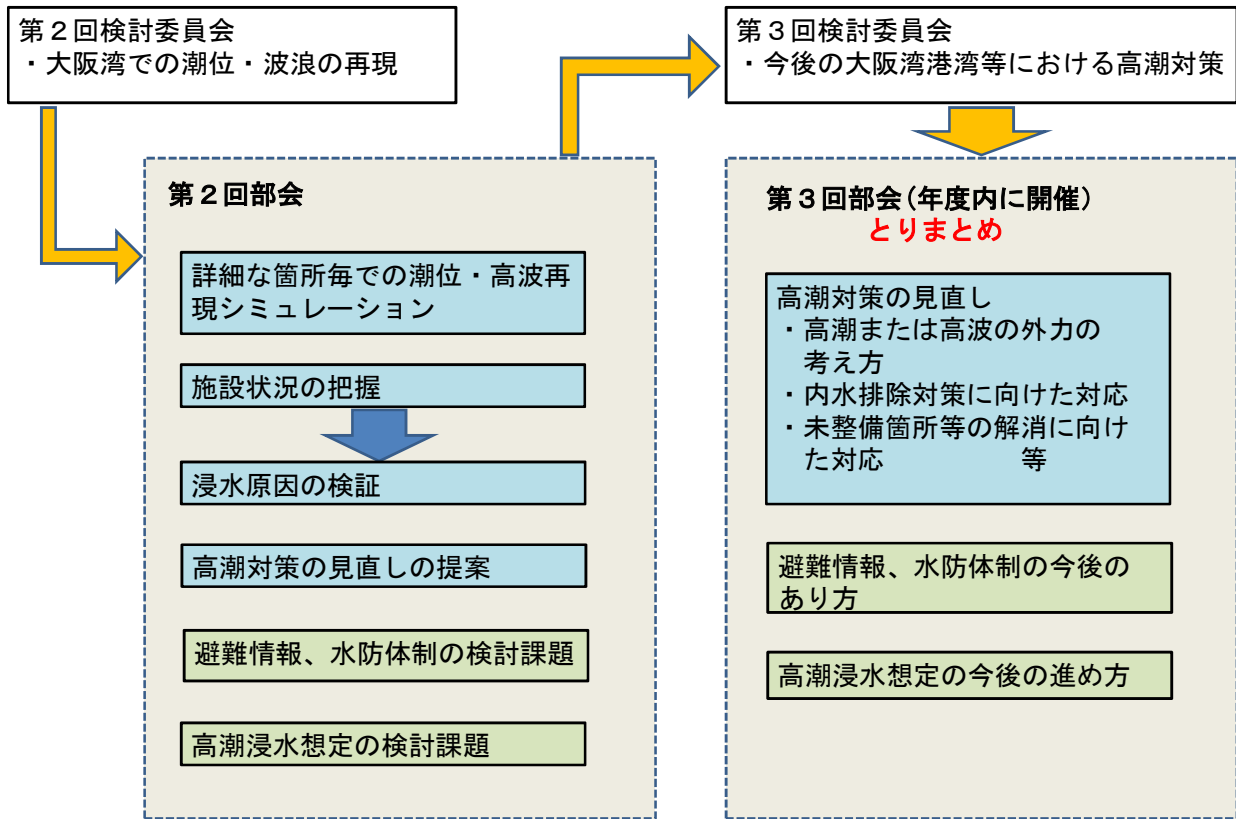 第２回検討委員会
・大阪湾での潮位・波浪の再現
第２回部会
詳細な箇所毎での潮位・高波再
現シミュレーション
施設状況の把握
浸水原因の検証
高潮対策の見直しの提案
避難情報、水防体制の検討課題
高潮浸水想定の検討課題
第３回検討委員会
・今後の大阪湾港湾等における高潮対策
第３回部会（年度内に開催）
とりまとめ
高潮対策の見直し
・高潮または高波の外力の
考え方
・内水排除対策に向けた対応
・未整備箇所等の解消に向け
た対応　　　　　　等
避難情報、水防体制の今後の
あり方
高潮浸水想定の今後の進め方